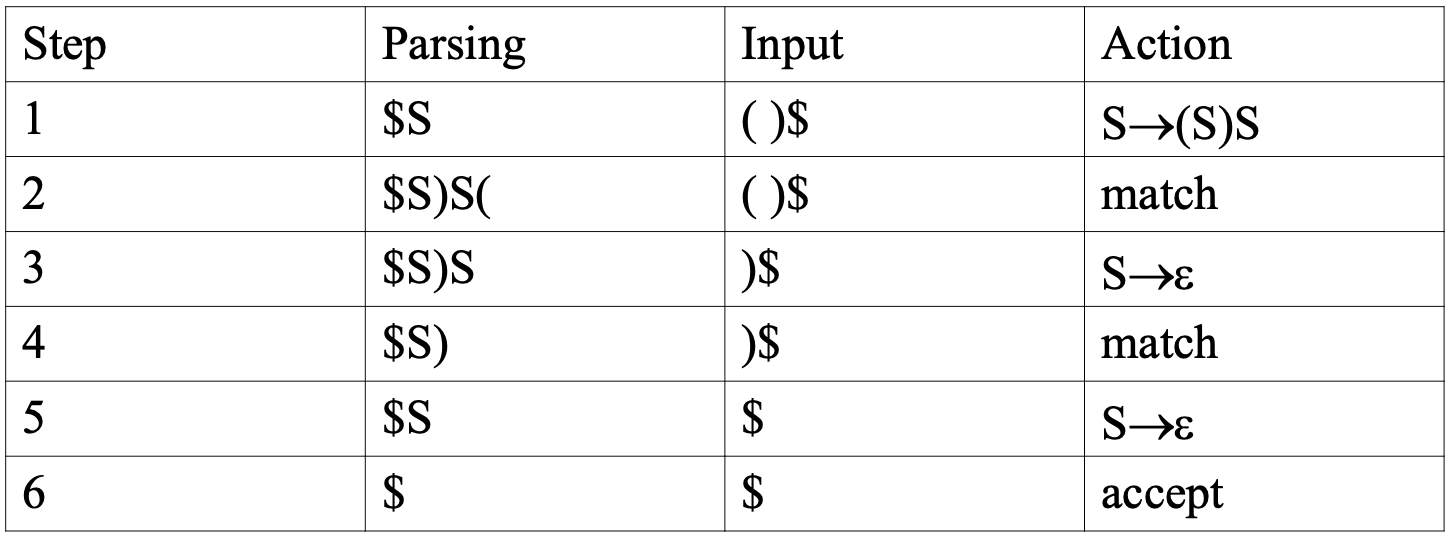 Step Parsing Input Action
1 $S ( )$ S→(S)S
2 $S)S( ( )$ match
3 $S)S )$ S→ε
4 $S) )$ match
5 $S $ S→ε
6 $ $ accept